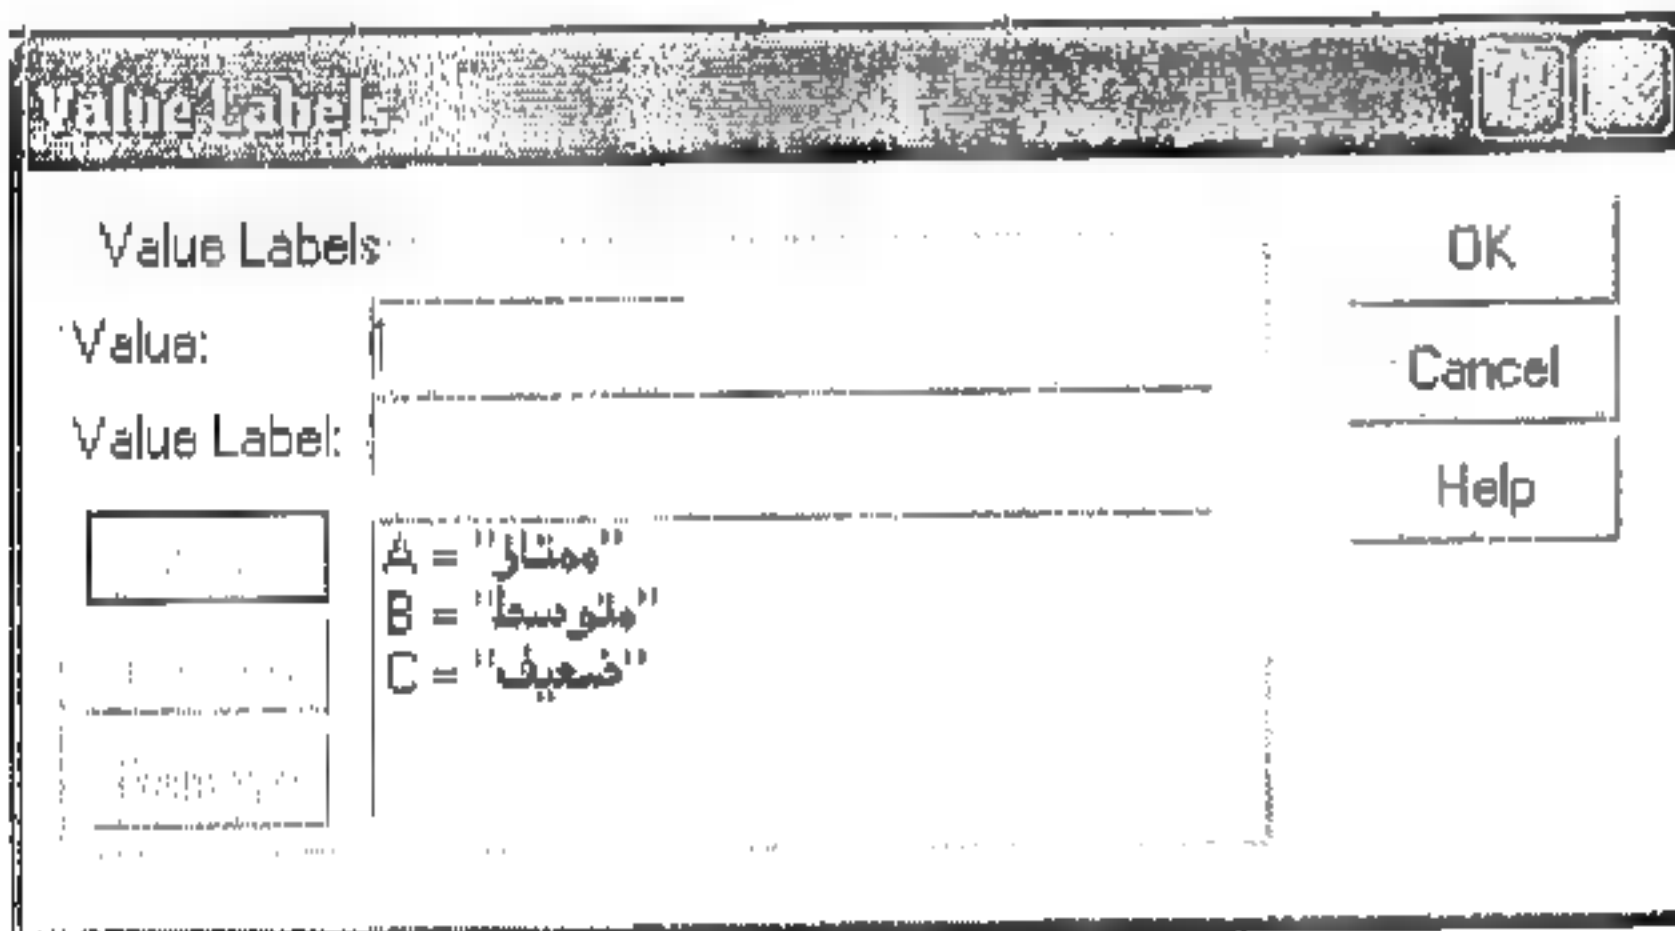 Value Labels
Value Labels
Value:
Value Label:
A = "ممتاز"
B = "متوسط"
C = "ضعيف"
OK
Cancel
Help